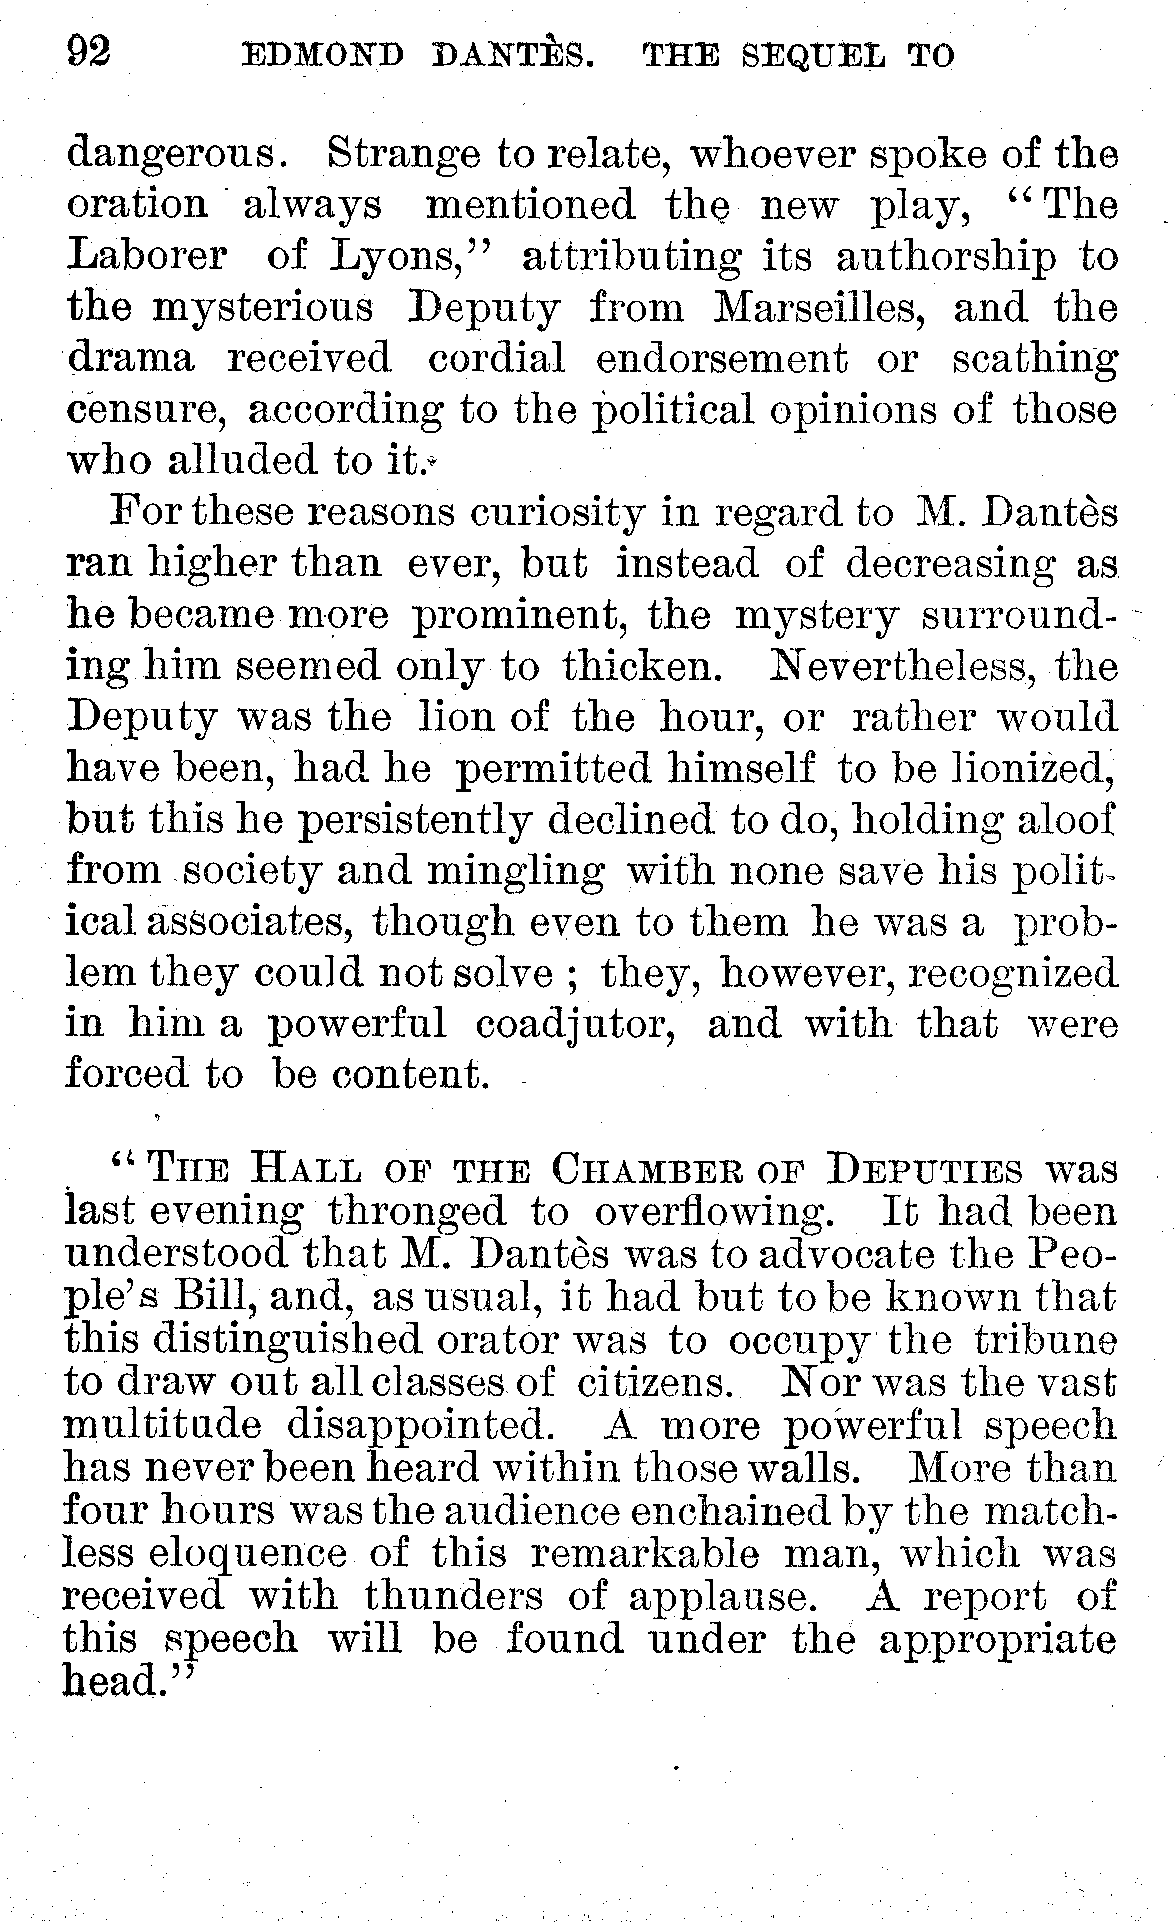 92 EDMOND DANTÈS. THE SEQUEL TO
dangerous. Strange to relate, whoever spoke of the
oration always mentioned the new play, “The
Laborer of Lyons,” attributing its authorship to
the mysterious Deputy from Marseilles, and the
drama received cordial endorsement or scathing
censure, according to the political opinions of those
who alluded to it.
For these reasons curiosity in regard to M. Dantès
ran higher than ever, but instead of decreasing as
he became more prominent, the mystery surround-
ing him seemed only to thicken. Nevertheless, the
Deputy was the lion of the hour, or rather would
have been, had he permitted himself to be lionized,
but this he persistently declined to do, holding aloof
from society and mingling with none save his polit-
ical associates, though even to them he was a prob-
lem they could not solve ; they, however, recognized
in him a powerful coadjutor, and with that were
forced to be content.
“THE HALL OF THE CHAMBER OF DEPUTIES was
last evening thronged to overflowing. It had been
understood that M. Dantès was to advocate the Peo-
ple’s Bill, and, as usual, it had but to be known that
this distinguished orator was to occupy the tribune
to draw out all classes of citizens. Nor was the vast
multitude disappointed. A more powerful speech
has never been heard within those walls. More than
four hours was the audience enchained by the match-
less eloquence of this remarkable man, which was
received with thunders of applause. A report of
this speech will be found under the appropriate
head.”